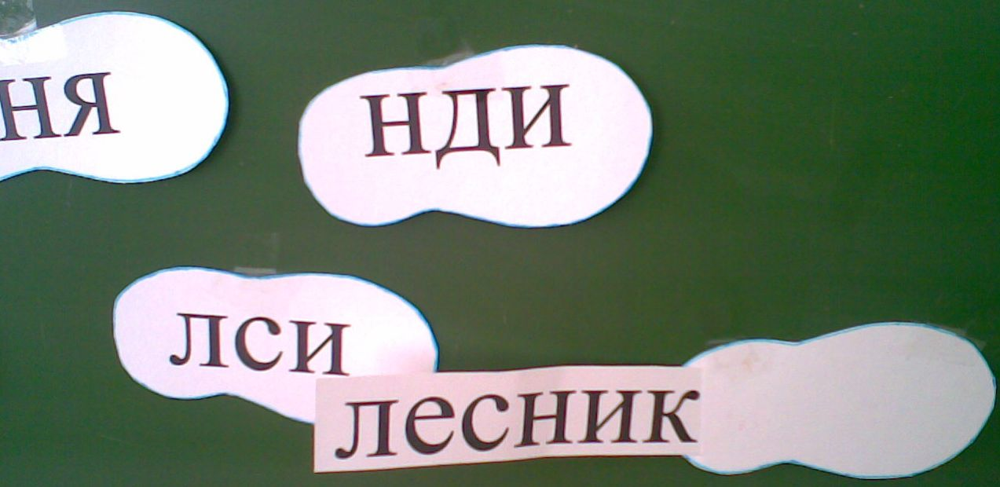 ня
нди
лси
лесник